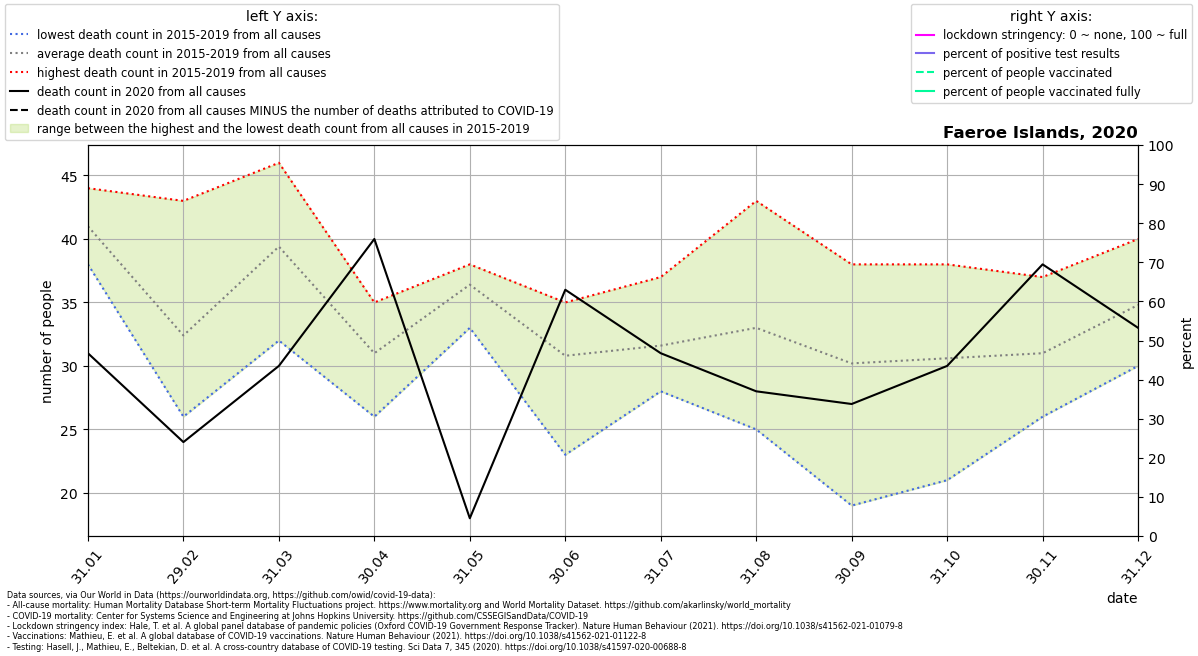 left Y axis:
lowest death count in 2015-2019 from all causes
average death count in 2015-2019 from all causes
highest death count in 2015-2019 from all causes
death count in 2020 from all causes
death count in 2020 from all causes MINUS the number of deaths attributed to COVID-19
range between the highest and the lowest death count from all causes in 2015-2019
right Y axis:
lockdown stringency: 0 ~ none, 100 ~ full
percent of positive test results
percent of people vaccinated
percent of people vaccinated fully
Faeroe Islands, 2020
number of people
45
40
35
30
25
20
100
90
80
70
60
50
40
30
20
10
0
percent
31.01
29.02
31.03
30.04
31.05
30.06
31.07
31.08
30.09
31.10
30.11
31.12
date
Data sources, via Our World in Data (https://ourworldindata.org, https://github.com/owid/covid-19-data):
- All-cause mortality: Human Mortality Database Short-term Mortality Fluctuations project. https://www.mortality.org and World Mortality Dataset. https://github.com/akarlinsky/world_mortality
- COVID-19 mortality: Center for Systems Science and Engineering at Johns Hopkins University. https://github.com/CSSEGISandData/COVID-19
- Lockdown stringency index: Hale, T. et al. A global panel database of pandemic policies (Oxford COVID-19 Government Response Tracker). Nature Human Behaviour (2021). https://doi.org/10.1038/s41562-021-01079-8
- Vaccinations: Mathieu, E. et al. A global database of COVID-19 vaccinations. Nature Human Behaviour (2021). https://doi.org/10.1038/s41562-021-01122-8
- Testing: Hasell, J., Mathieu, E., Beltekian, D. et al. A cross-country database of COVID-19 testing. Sci Data 7, 345 (2020). https://doi.org/10.1038/s41597-020-00688-8